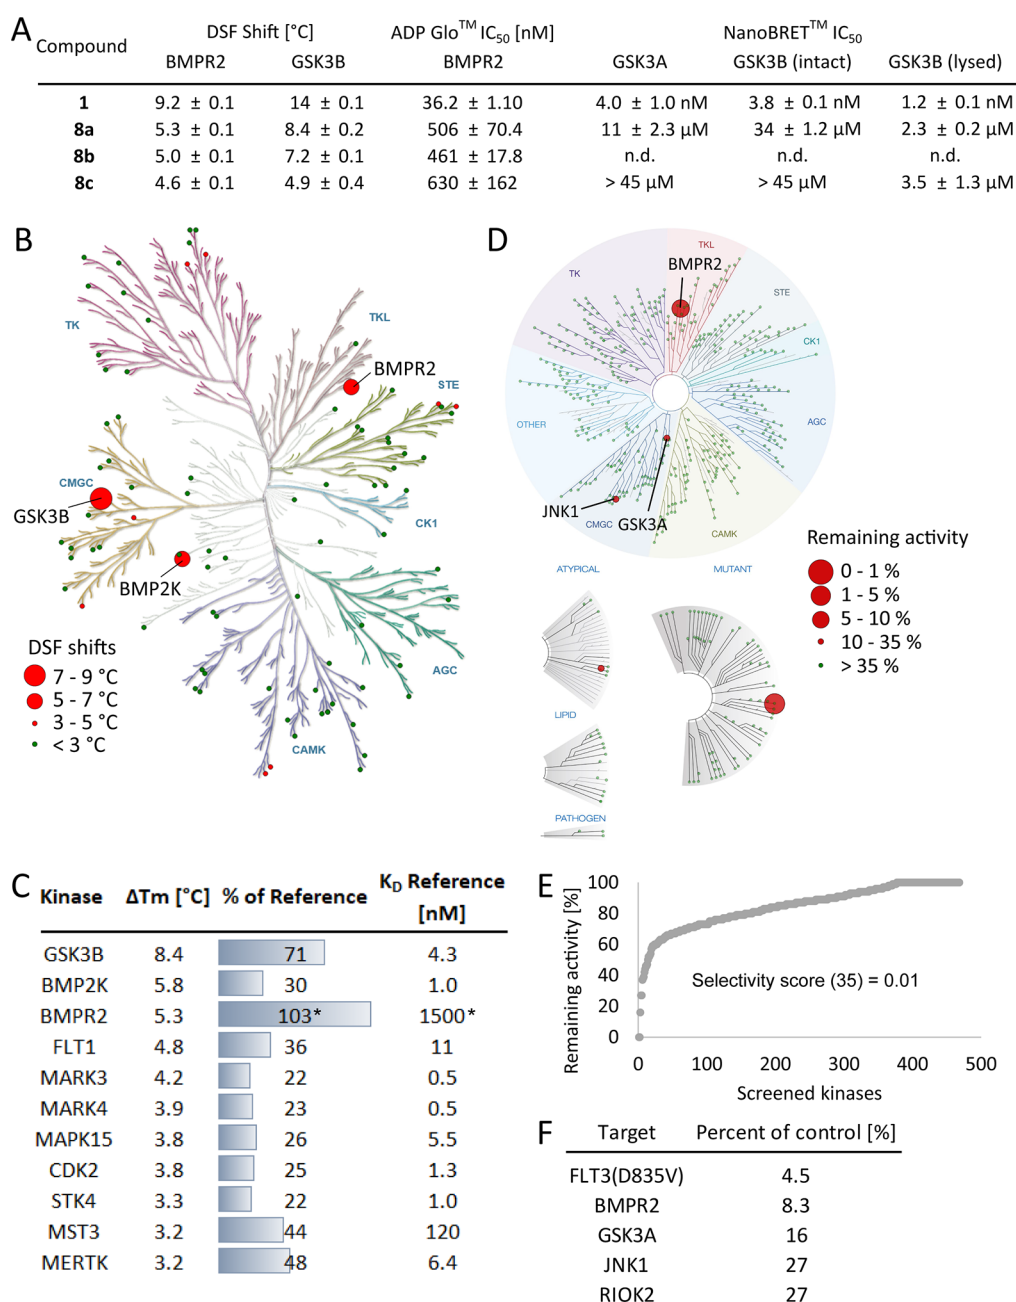 A
Compound DSF Shift [°C] ADP Glo™ IC50 [nM] NanoBRET™ IC50
BMPR2 GSK3B BMPR2 GSK3A GSK3B (intact) GSK3B (lysed)
1 9.2 ± 0.1 14 ± 0.1 36.2 ± 1.10 4.0 ± 1.0 nM 3.8 ± 0.1 nM 1.2 ± 0.1 nM
8a 5.3 ± 0.1 8.4 ± 0.2 506 ± 70.4 11 ± 2.3 µM 34 ± 1.2 µM 2.3 ± 0.2 µM
8b 5.0 ± 0.1 7.2 ± 0.1 461 ± 17.8 n.d. n.d. n.d.
8c 4.6 ± 0.1 4.9 ± 0.4 630 ± 162 > 45 µM > 45 µM 3.5 ± 1.3 µM
B
TK
TKL
BMPR2
STE
CMGC
GSK3B
CK1
BMP2K
AGC
CAMK
DSF shifts
7 - 9 °C
5 - 7 °C
3 - 5 °C
< 3 °C
D
TKL
BMPR2
TK
STE
CK1
OTHER
AGC
JNK1
CMGC
GSK3A
CAMK
ATYPICAL
MUTANT
LIPID
PATHOGEN
Remaining activity
0 - 1 %
1 - 5 %
5 - 10 %
10 - 35 %
> 35 %
C
Kinase ΔTm [°C] % of Reference KD Reference
[nM]
GSK3B 8.4 71 4.3
BMP2K 5.8 30 1.0
BMPR2 5.3 103* 1500*
FLT1 4.8 36 11
MARK3 4.2 22 0.5
MARK4 3.9 23 0.5
MAPK15 3.8 26 5.5
CDK2 3.8 25 1.3
STK4 3.3 22 1.0
MST3 3.2 44 120
MERTK 3.2 48 6.4
E
Remaining activity [%]
100
80
60
40
20
0
Selectivity score (35) = 0.01
0 100 200 300 400 500
Screened kinases
F
Target Percent of control [%]
FLT3(D835V) 4.5
BMPR2 8.3
GSK3A 16
JNK1 27
RIOK2 27